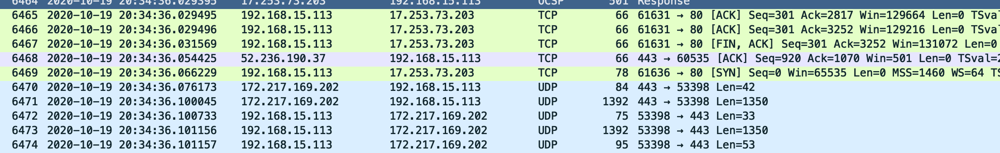 6464 2020-10-19 20:34:36.029395 17.253.73.203 192.168.15.113 OCSP 501 Response
6465 2020-10-19 20:34:36.029495 192.168.15.113 17.253.73.203 TCP 66 61631 → 80 [ACK] Seq=301 Ack=2817 Win=129664 Len=0 TSval
6466 2020-10-19 20:34:36.029496 192.168.15.113 17.253.73.203 TCP 66 61631 → 80 [ACK] Seq=301 Ack=3252 Win=129216 Len=0 TSval
6467 2020-10-19 20:34:36.031569 192.168.15.113 17.253.73.203 TCP 66 61631 → 80 [FIN, ACK] Seq=301 Ack=3252 Win=131072 Len=0
6468 2020-10-19 20:34:36.054425 52.236.190.37 192.168.15.113 TCP 66 443 → 60535 [ACK] Seq=920 Ack=1070 Win=501 Len=0 TSval=2
6469 2020-10-19 20:34:36.066229 192.168.15.113 17.253.73.203 TCP 78 61636 → 80 [SYN] Seq=0 Win=65535 Len=0 MSS=1460 WS=64 TS
6470 2020-10-19 20:34:36.076173 172.217.169.202 192.168.15.113 UDP 84 443 → 53398 Len=42
6471 2020-10-19 20:34:36.100045 172.217.169.202 192.168.15.113 UDP 1392 443 → 53398 Len=1350
6472 2020-10-19 20:34:36.100733 192.168.15.113 172.217.169.202 UDP 75 53398 → 443 Len=33
6473 2020-10-19 20:34:36.101156 192.168.15.113 172.217.169.202 UDP 1392 53398 → 443 Len=1350
6474 2020-10-19 20:34:36.101157 192.168.15.113 172.217.169.202 UDP 95 53398 → 443 Len=53